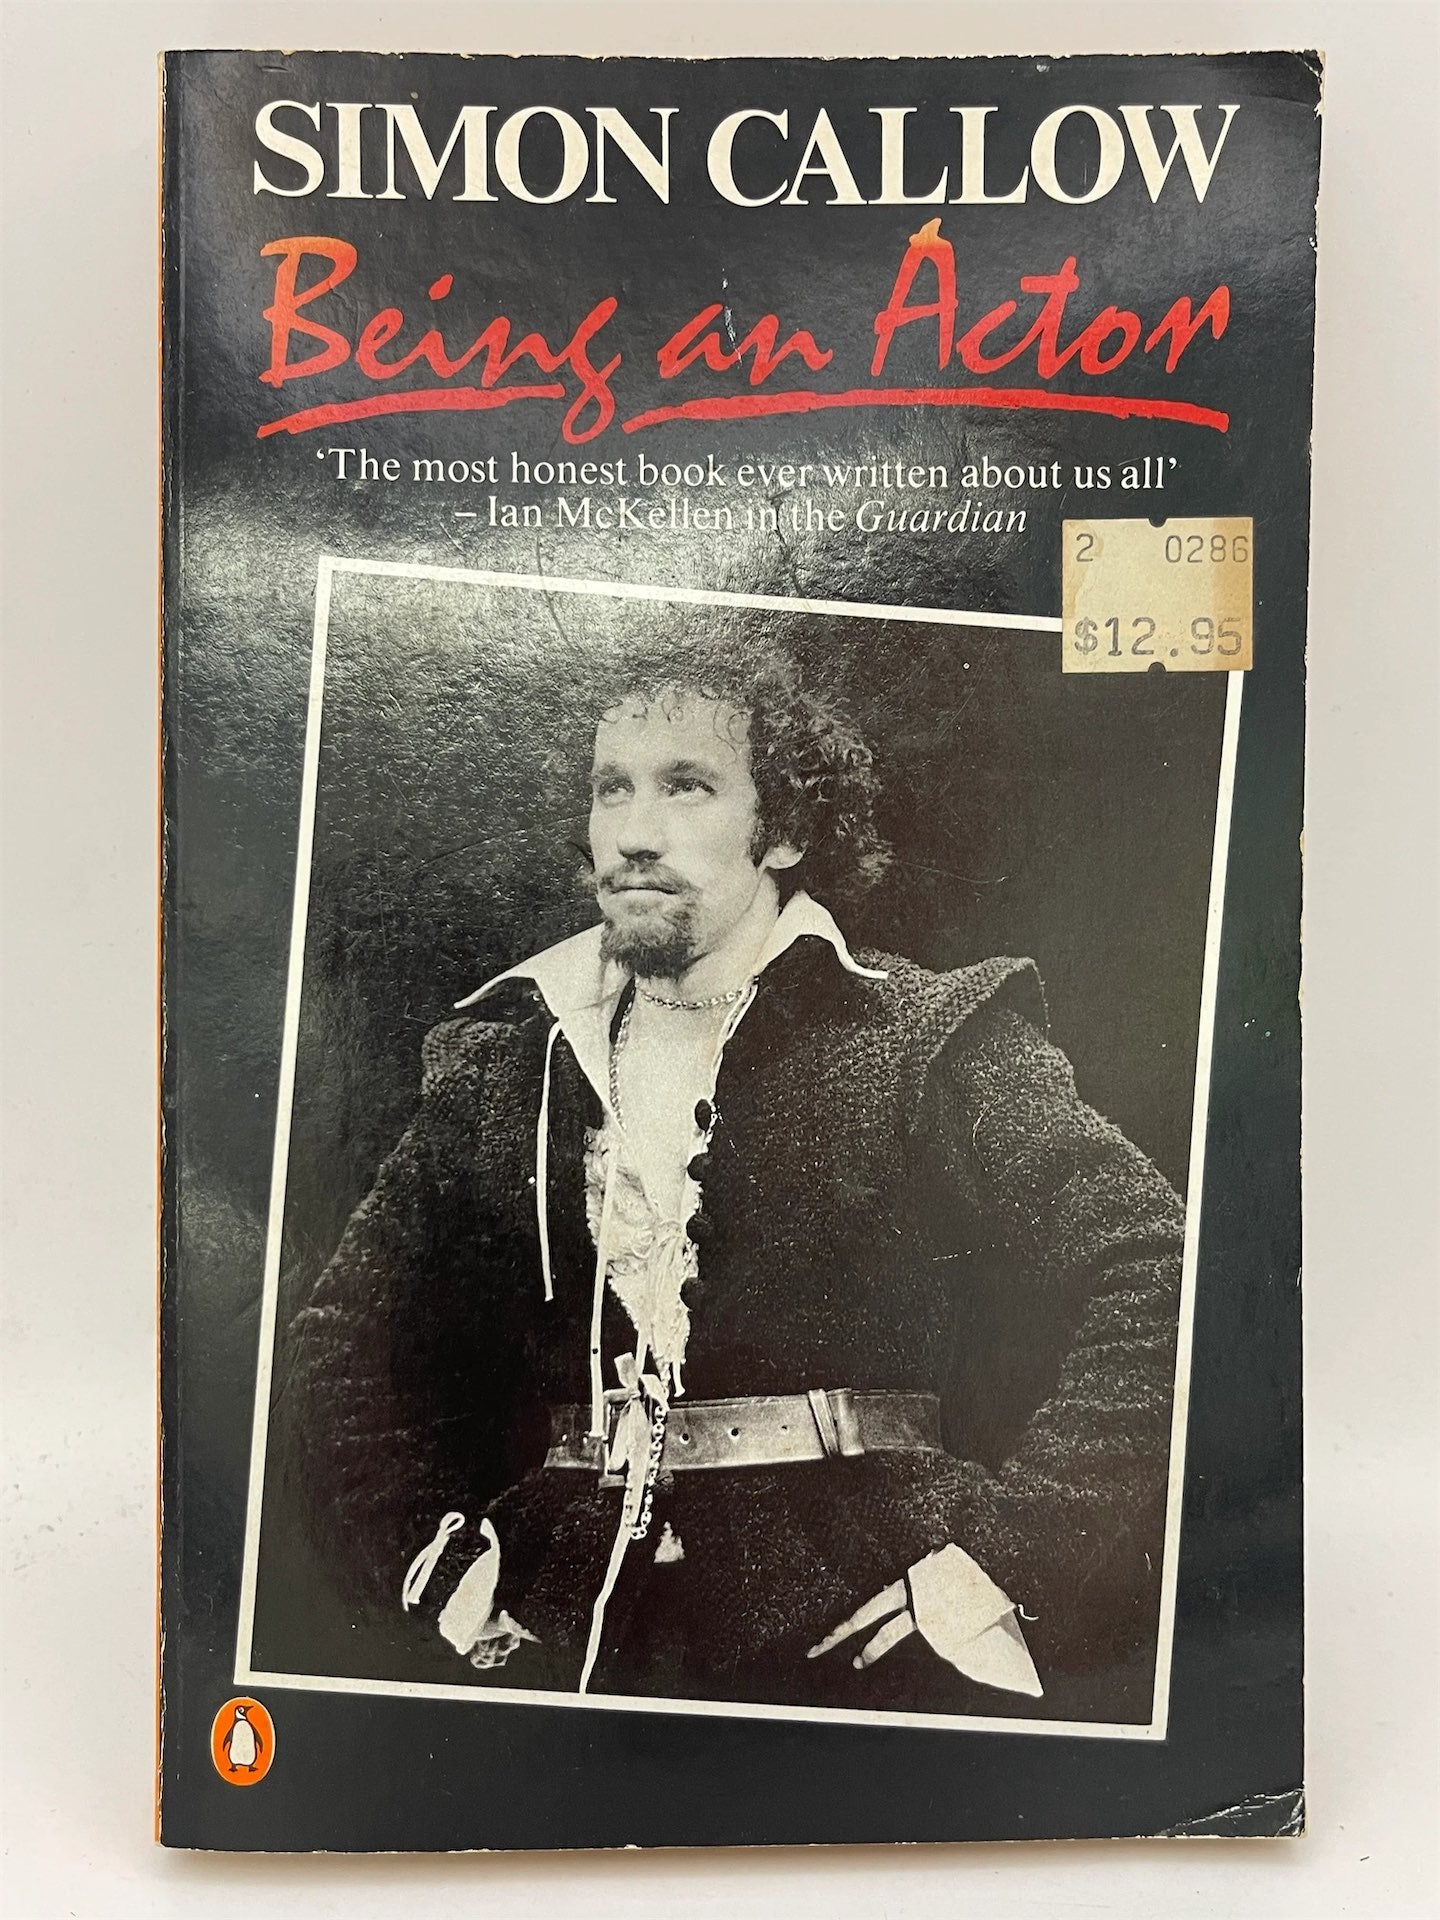 SIMON CALLOW
Being an Actor
‘The most honest book ever written about us all’
– Ian McKellen in the Guardian
2 0286
$12.95